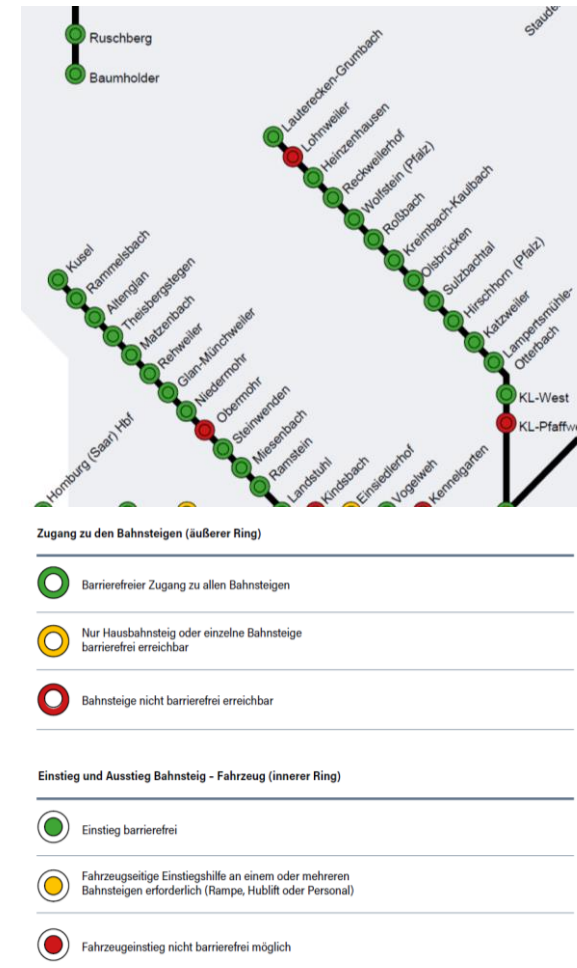 Ruschberg
Baumholder
Lauterecken-Grumbach
Lohnweiler
Heinzenhausen
Reckweilerhof
Wolfstein (Pfalz)
Roßbach
Kreimbach-Kaulbach
Olsbrücken
Sulzbachtal
Hirschhorn (Pfalz)
Katzweiler
Lampertsmühle-
Otterbach
KL-West
Kusel
Rammelsbach
Altenglan
Theisbergstegen
Matzenbach
Rehweiler
Glan-Münchweiler
Niedermohr
Obermohr
Steinwenden
Miesenbach
Ramstein
Landstuhl
Homburg (Saar) Hbf
Kindsbach
Einsiedlerhof
Vogelweh
Kennelgarten
Zugang zu den Bahnsteigen (äußerer Ring)
Barrierefreier Zugang zu allen Bahnsteigen
Nur Hausbahnsteig oder einzelne Bahnsteige
barrierefrei erreichbar
Bahnsteige nicht barrierefrei erreichbar
Einstieg und Ausstieg Bahnsteig – Fahrzeug (innerer Ring)
Einstieg barrierefrei
Fahrzeugseitige Einstiegshilfe an einem oder mehreren
Bahnsteigen erforderlich (Rampe, Hublift oder Personal)
Fahrzeugeinstieg nicht barrierefrei möglich